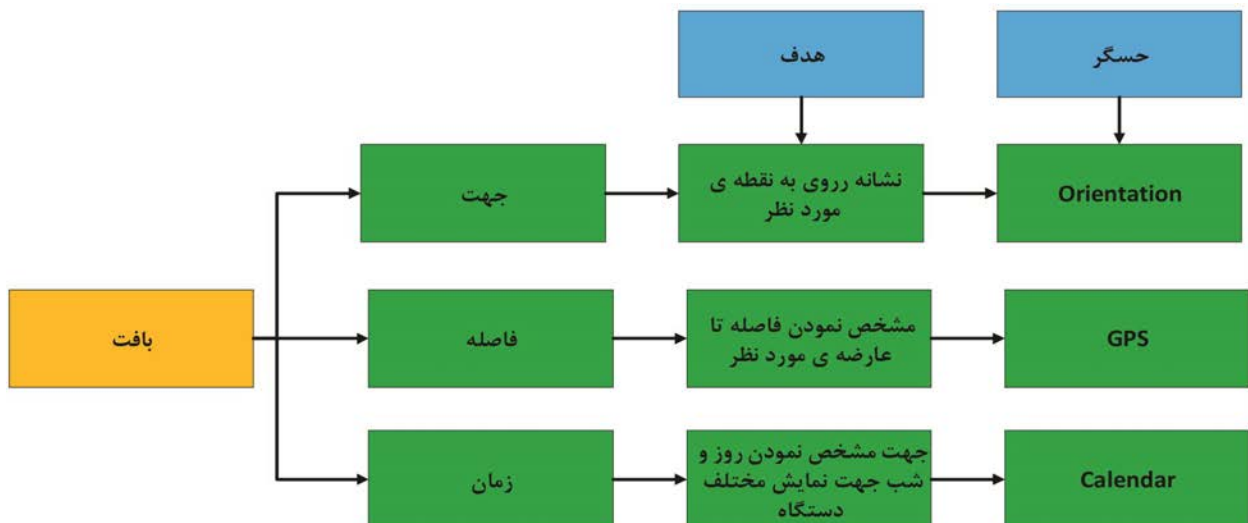 هدف
حسگر
جهت
نشانه رروی به نقطه ی
مورد نظر
Orientation
بافت
فاصله
مشخص نمودن فاصله تا
عارضه ی مورد نظر
GPS
زمان
جهت مشخص نمودن روز و
شب جهت نمایش مختلف
دستگاه
Calendar